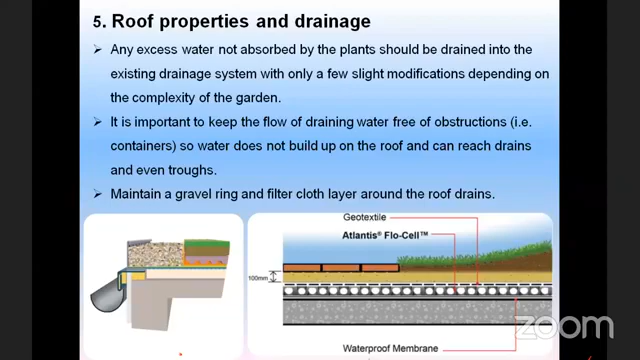 5. Roof properties and drainage
➢ Any excess water not absorbed by the plants should be drained into the
existing drainage system with only a few slight modifications depending on
the complexity of the garden.
➢ It is important to keep the flow of draining water free of obstructions (i.e.
containers) so water does not build up on the roof and can reach drains
and even troughs.
➢ Maintain a gravel ring and filter cloth layer around the roof drains.
Geotextile
Atlantis® Flo-Cell™
100mm
Waterproof Membrane
zoom